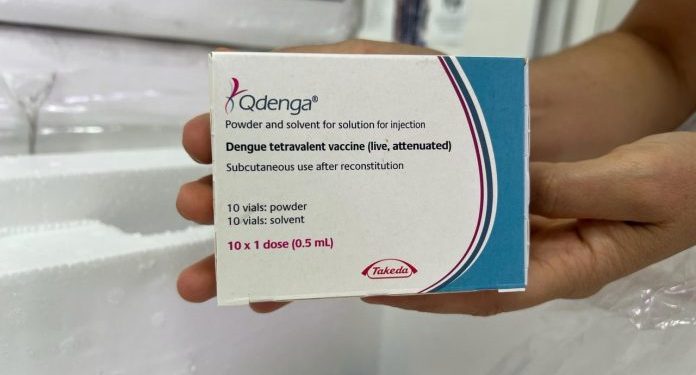 Qdenga®
Powder and solvent for solution for injection
Dengue tetravalent vaccine (live, attenuated)
Subcutaneous use after reconstitution
10 vials: powder
10 vials: solvent
10 x 1 dose (0.5 mL)
Takeda